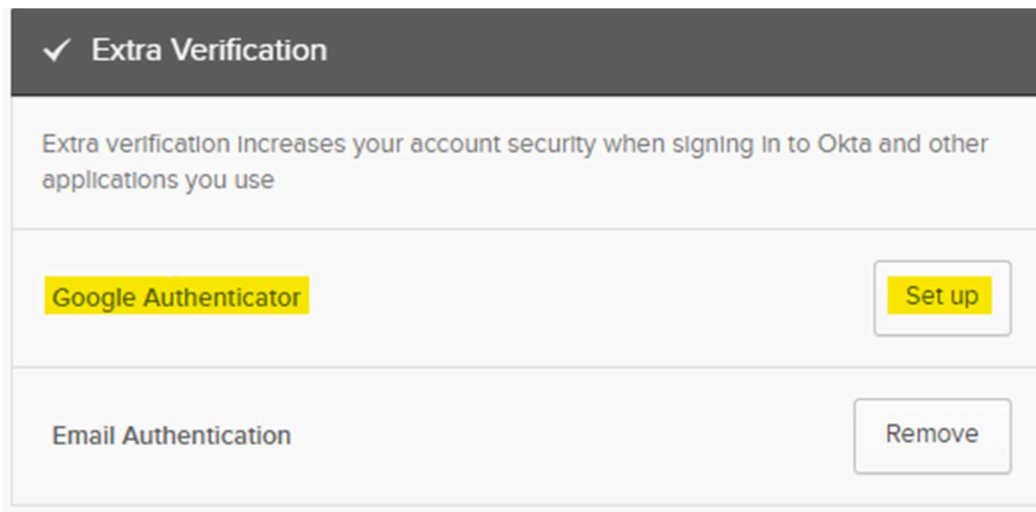 Extra Verification
Extra verification increases your account security when signing in to Okta and other
applications you use
Google Authenticator
Set up
Email Authentication
Remove